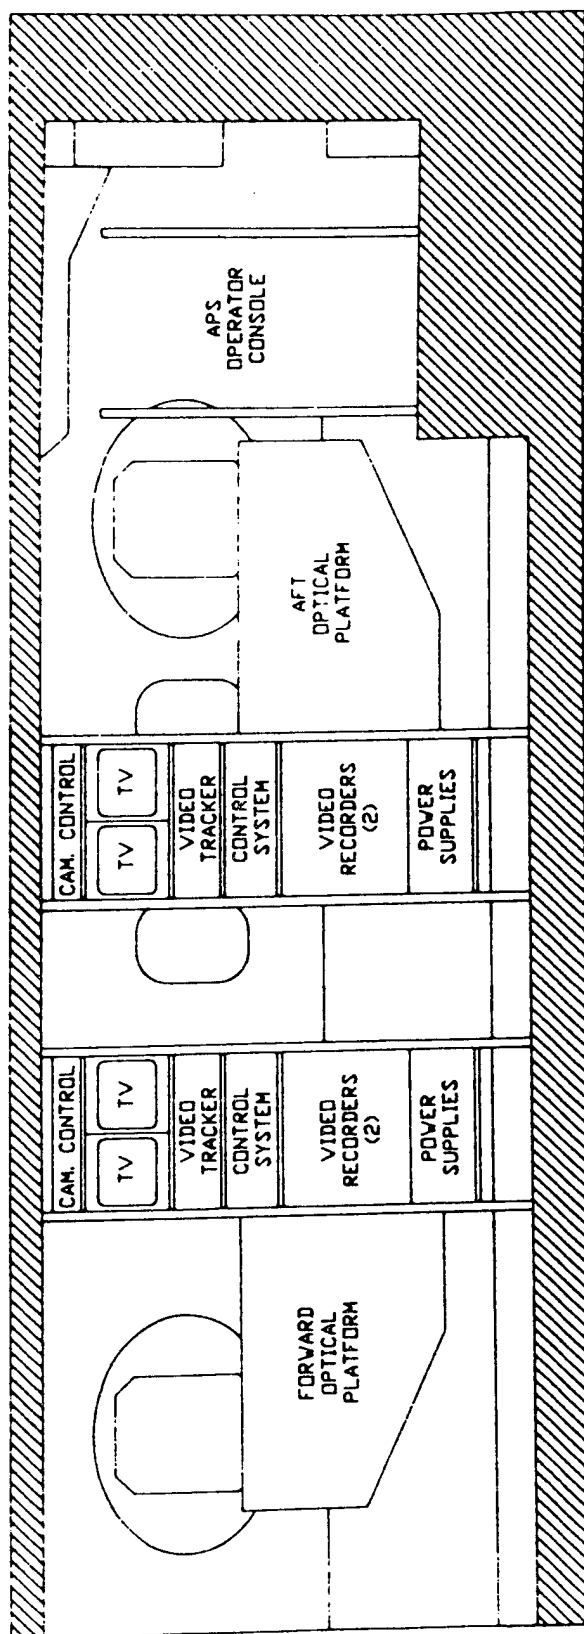 FORWARD
OPTICAL
PLATFORM
CAM. CONTROL
TV
TV
VIDEO
TRACKER
CONTROL
SYSTEM
VIDEO
RECORDERS
(2)
POWER
SUPPLIES
CAM. CONTROL
TV
TV
VIDEO
TRACKER
CONTROL
SYSTEM
VIDEO
RECORDERS
(2)
POWER
SUPPLIES
AFT
OPTICAL
PLATFORM
APS
OPERATOR
CONSOLE